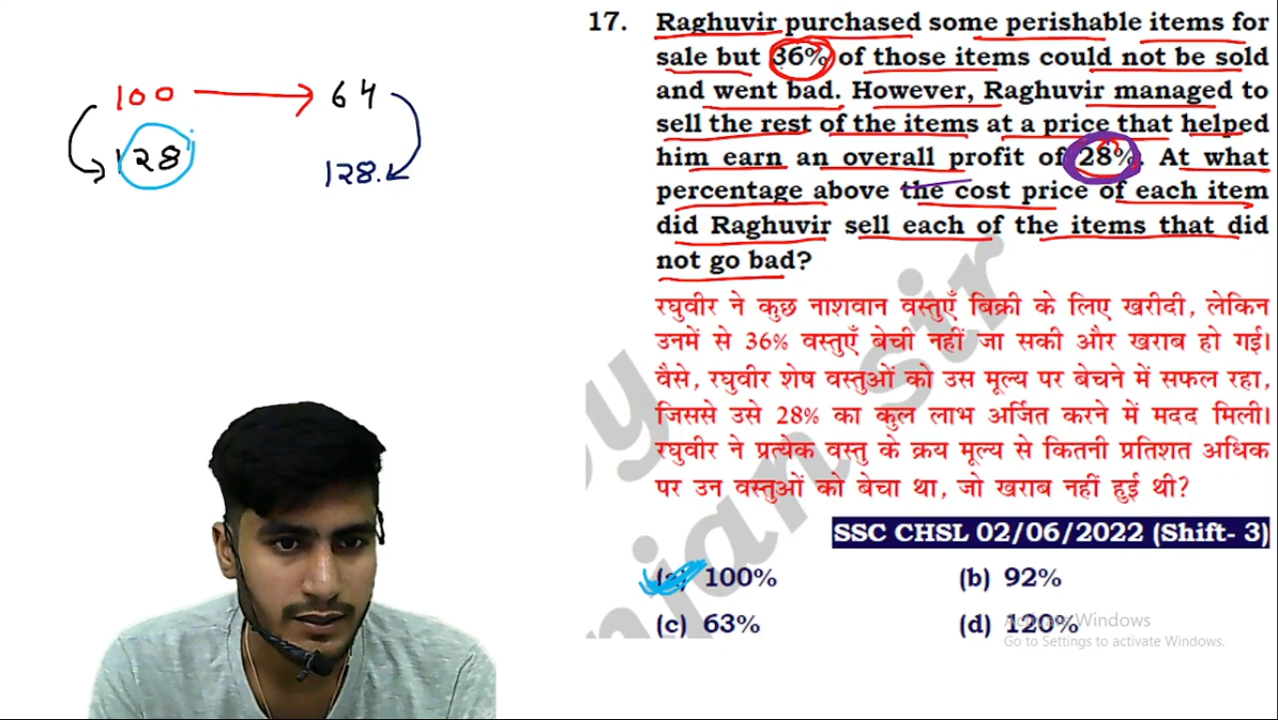 17. Raghuvir purchased some perishable items for
sale but 36% of those items could not be sold
and went bad. However, Raghuvir managed to
sell the rest of the items at a price that helped
him earn an overall profit of 28%. At what
percentage above the cost price of each item
did Raghuvir sell each of the items that did
not go bad?
रघुवीर ने कुछ नाशवान वस्तुएँ बिक्री के लिए खरीदी, लेकिन
उनमें से 36% वस्तुएँ बेची नहीं जा सकी और खराब हो गई।
वैसे, रघुवीर शेष वस्तुओं को उस मूल्य पर बेचने में सफल रहा,
जिससे उसे 28% का कुल लाभ अर्जित करने में मदद मिली।
रघुवीर ने प्रत्येक वस्तु के क्रय मूल्य से कितनी प्रतिशत अधिक
पर उन वस्तुओं को बेचा था, जो खराब नहीं हुई थी?
SSC CHSL 02/06/2022 (Shift- 3)
(a) 100% (b) 92%
(c) 63% (d) 120%
100 64
128 128.
by
jan sir
Activate Windows
Go to Settings to activate Windows.